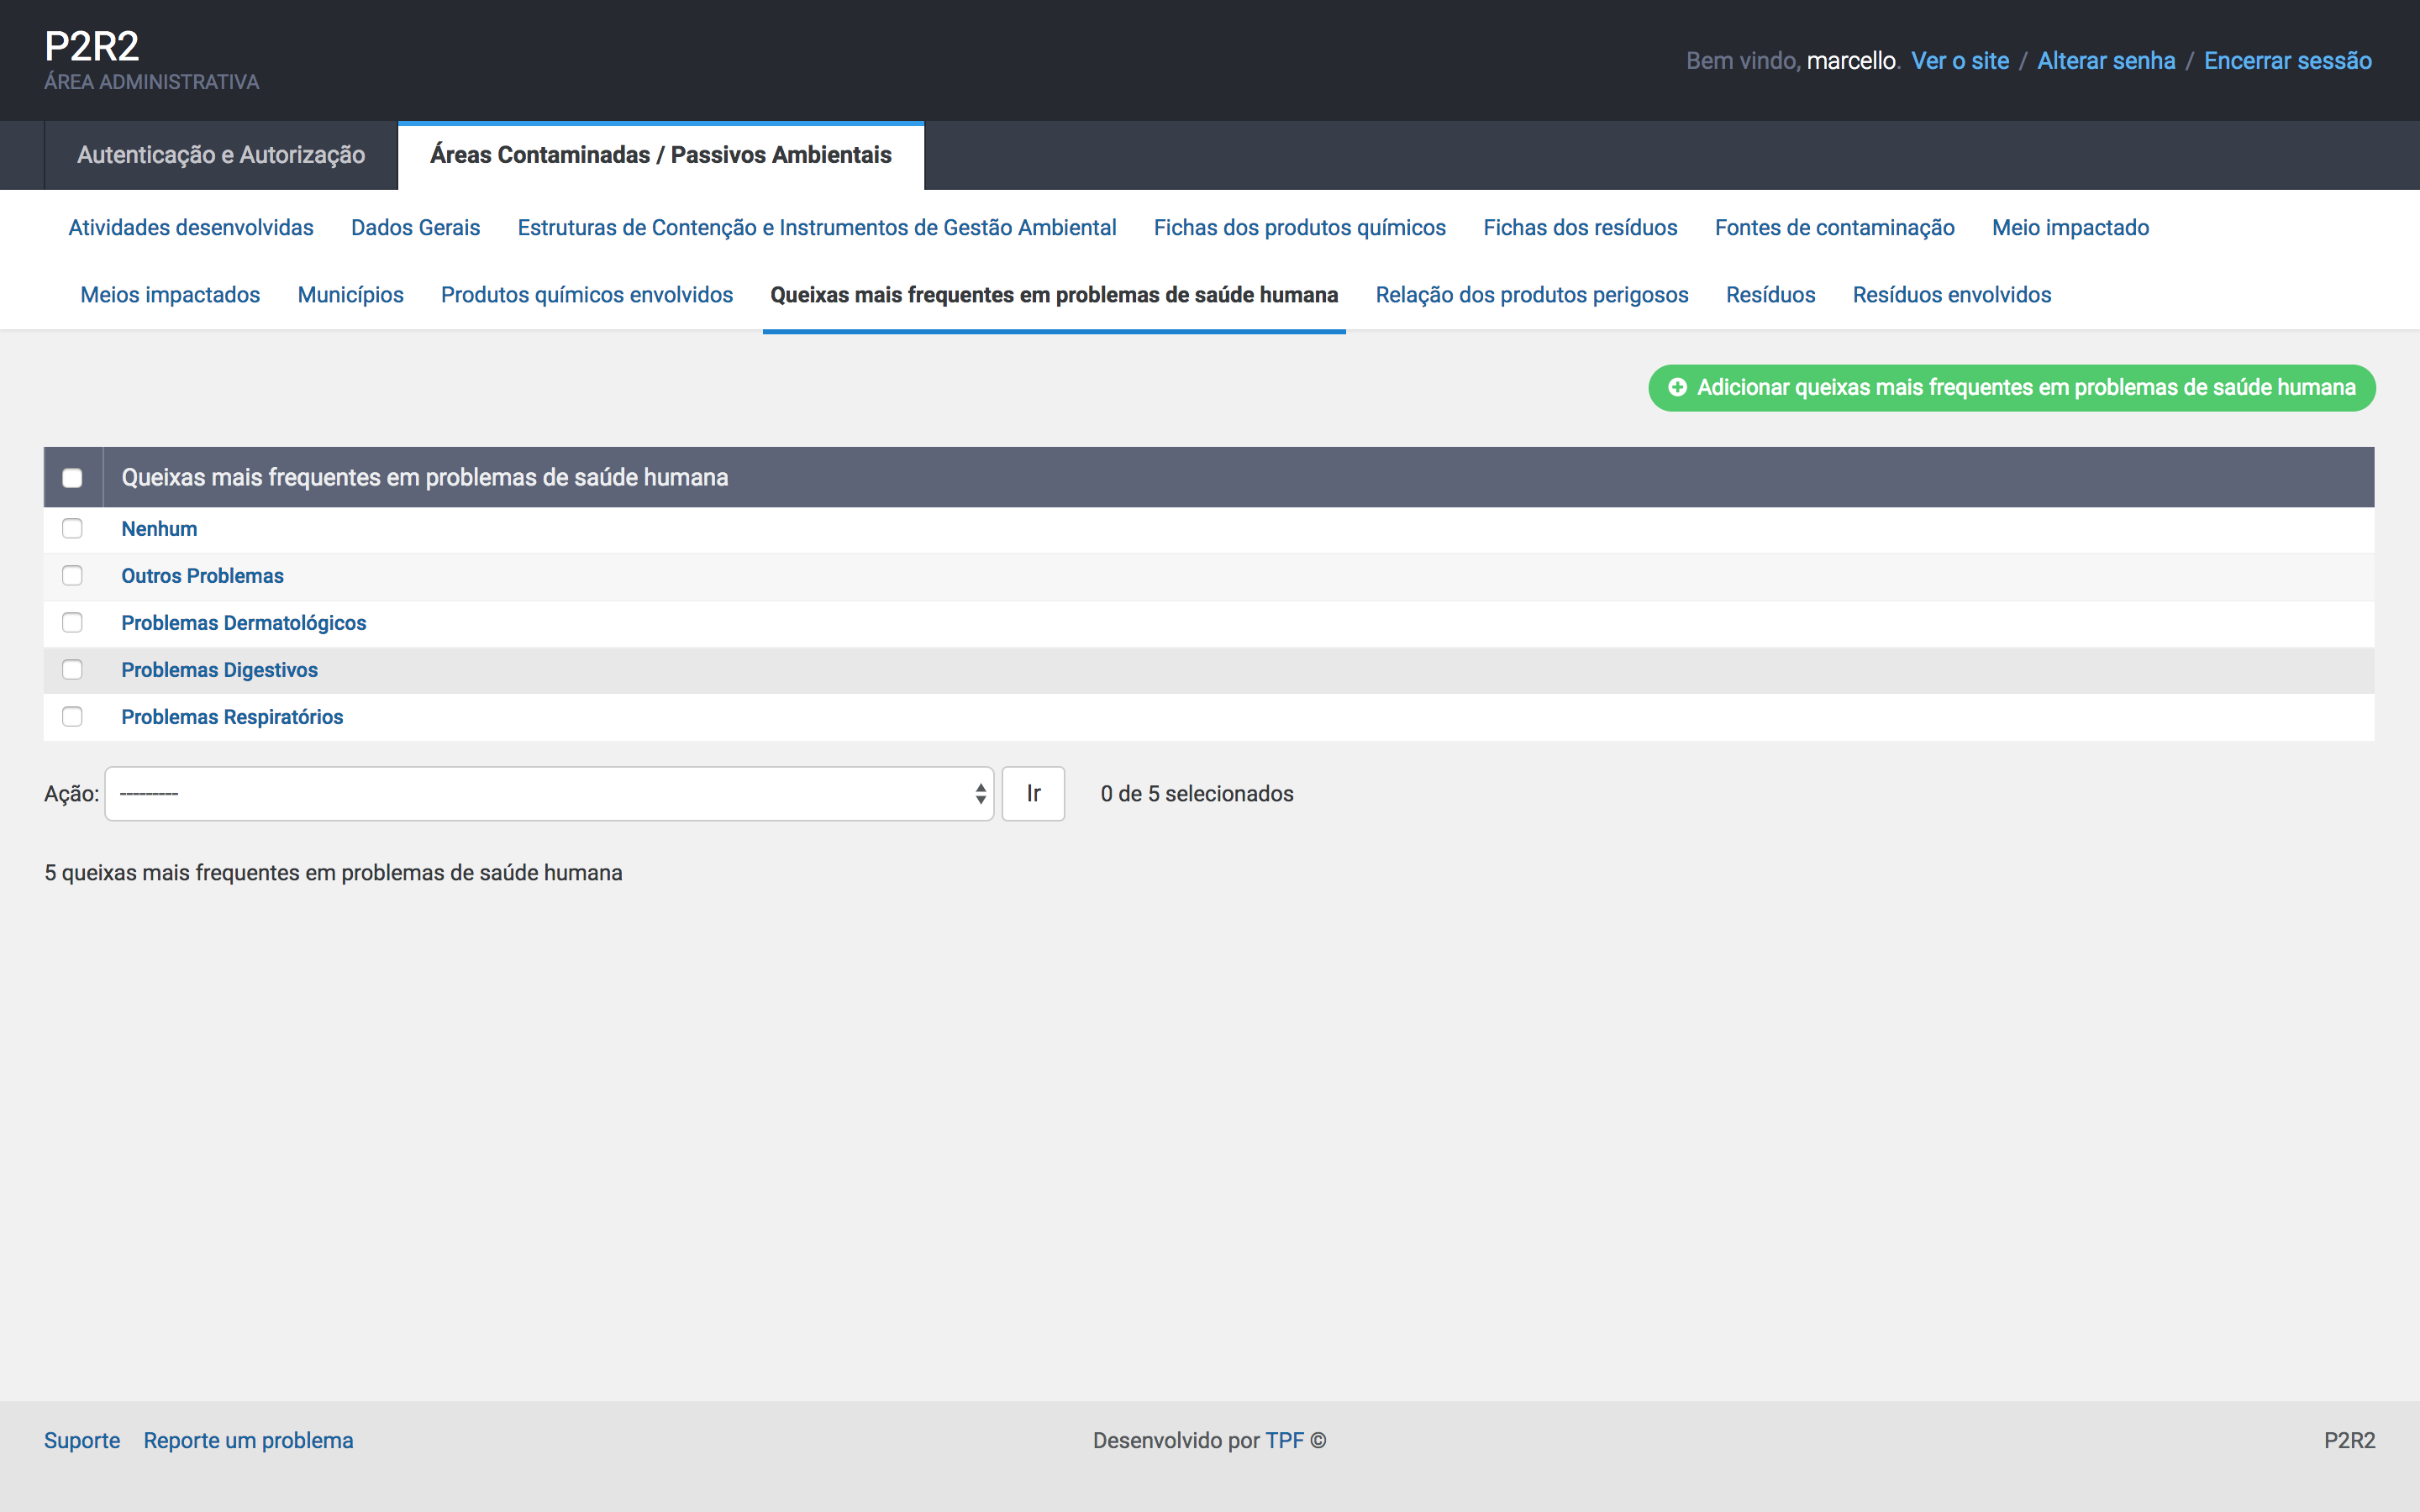 P2R2
ÁREA ADMINISTRATIVA
Bem vindo, marcello. Ver o site / Alterar senha / Encerrar sessão
Autenticação e Autorização Áreas Contaminadas / Passivos Ambientais
Atividades desenvolvidas Dados Gerais Estruturas de Contenção e Instrumentos de Gestão Ambiental Fichas dos produtos químicos Fichas dos resíduos Fontes de contaminação Meio impactado
Meios impactados Municípios Produtos químicos envolvidos Queixas mais frequentes em problemas de saúde humana Relação dos produtos perigosos Resíduos Resíduos envolvidos
Adicionar queixas mais frequentes em problemas de saúde humana
Queixas mais frequentes em problemas de saúde humana
Nenhum
Outros Problemas
Problemas Dermatológicos
Problemas Digestivos
Problemas Respiratórios
Ação: --------- Ir 0 de 5 selecionados
5 queixas mais frequentes em problemas de saúde humana
Suporte Reporte um problema Desenvolvido por TPF © P2R2